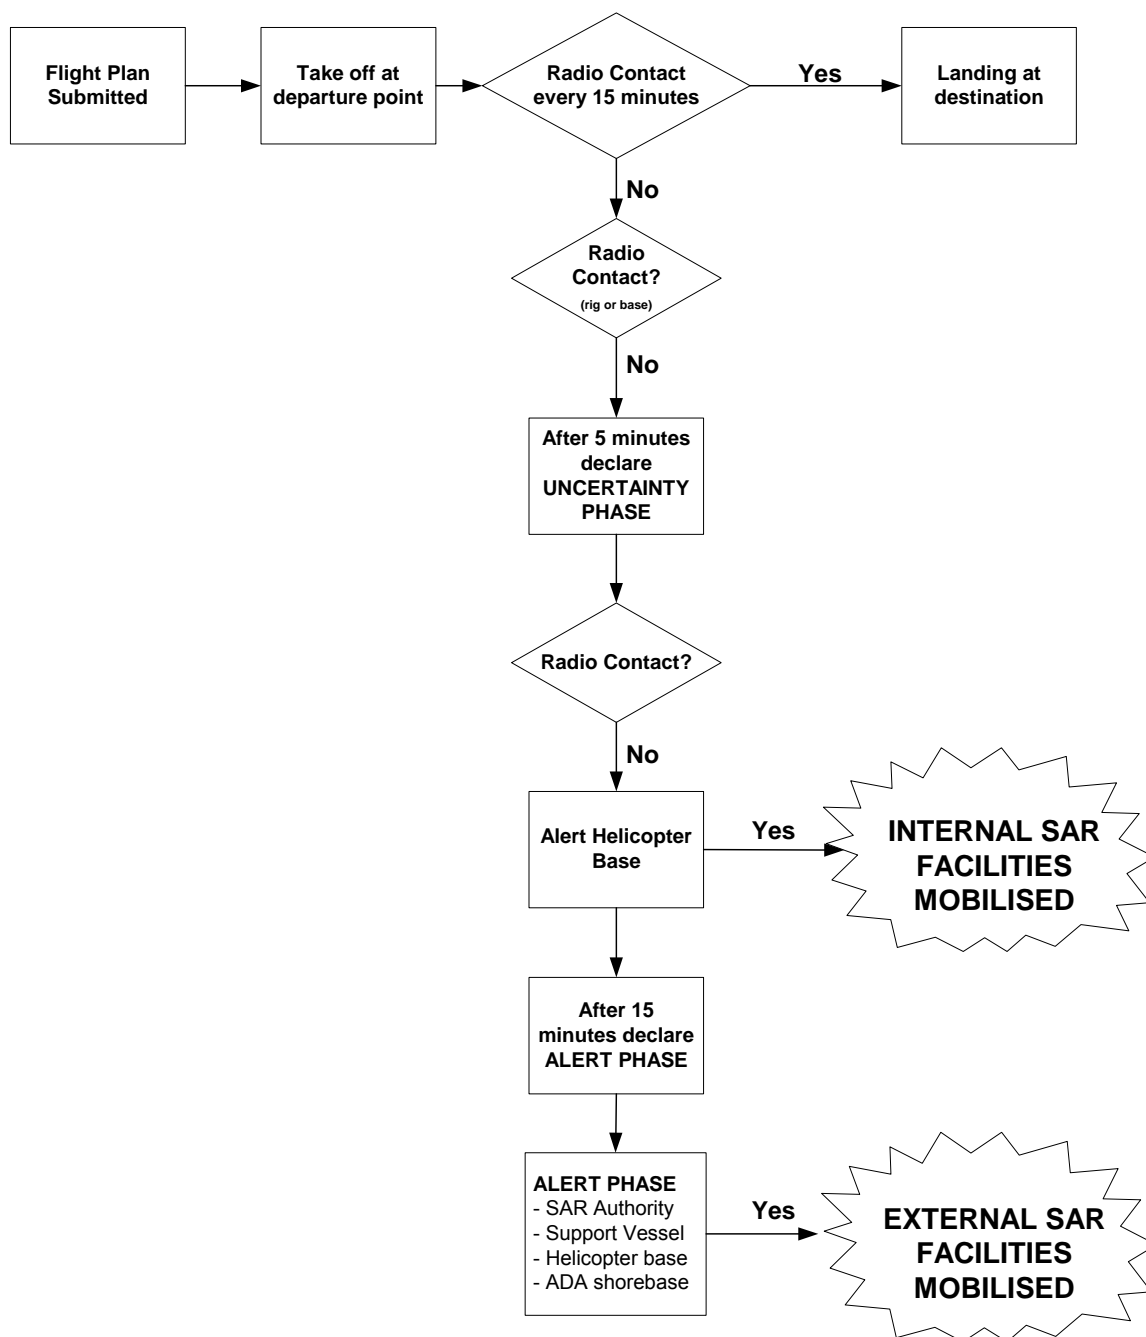 Flight Plan
Submitted
Take off at
departure point
Radio Contact
every 15 minutes
Yes
Landing at
destination
No
Radio
Contact?
(rig or base)
No
After 5 minutes
declare
UNCERTAINTY
PHASE
Radio Contact?
No
Alert Helicopter
Base
Yes
INTERNAL SAR
FACILITIES
MOBILISED
After 15
minutes declare
ALERT PHASE
ALERT PHASE
- SAR Authority
- Support Vessel
- Helicopter base
- ADA shorebase
Yes
EXTERNAL SAR
FACILITIES
MOBILISED